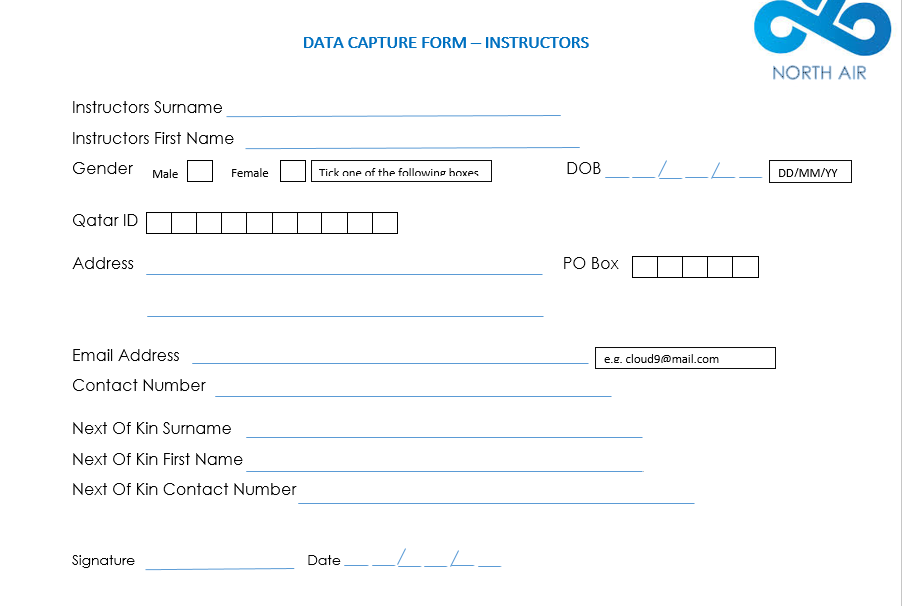 DATA CAPTURE FORM – INSTRUCTORS
NORTH AIR
Instructors Surname
Instructors First Name
Gender Male Female Tick one of the following boxes DOB / / DD/MM/YY
Qatar ID
Address PO Box
Email Address e.g. cloud9@mail.com
Contact Number
Next Of Kin Surname
Next Of Kin First Name
Next Of Kin Contact Number
Signature Date / /